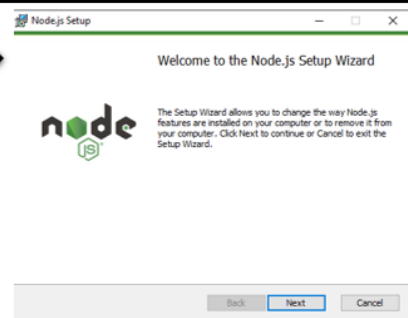 Node.js Setup
Welcome to the Node.js Setup Wizard
node
JS
The Setup Wizard allows you to change the way Node.js
features are installed on your computer or to remove it from
your computer. Click Next to continue or Cancel to exit the
Setup Wizard.
Back Next Cancel